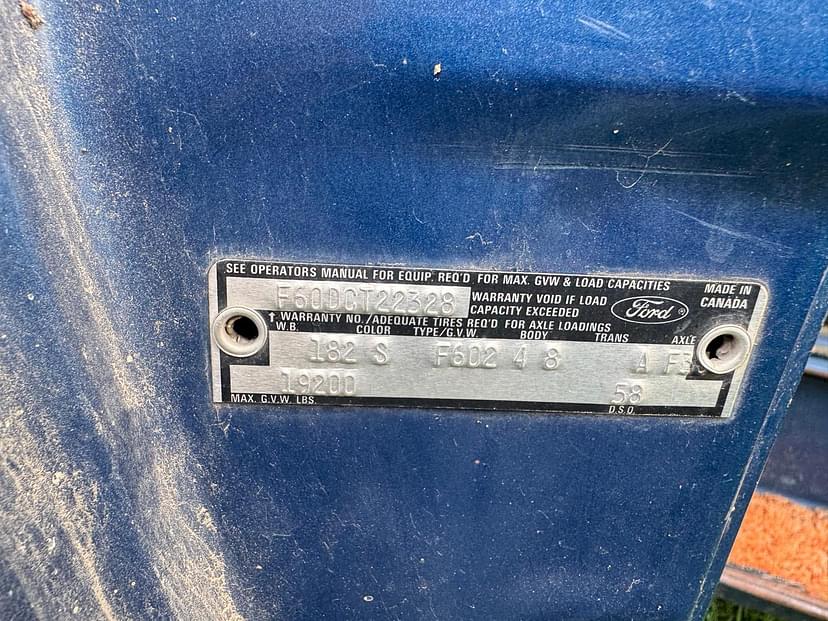 SEE OPERATORS MANUAL FOR EQUIP. REQ'D FOR MAX. GVW & LOAD CAPACITIES
F60DCT22328
WARRANTY VOID IF LOAD
CAPACITY EXCEEDED
Ford ®
MADE IN
CANADA
↑ WARRANTY NO./ADEQUATE TIRES REQ'D FOR AXLE LOADINGS
W.B. COLOR TYPE/G.V.W. BODY TRANS AXLE
182 S F602 4 8 A
19200 58
MAX. G.V.W. LBS. D.S.O.